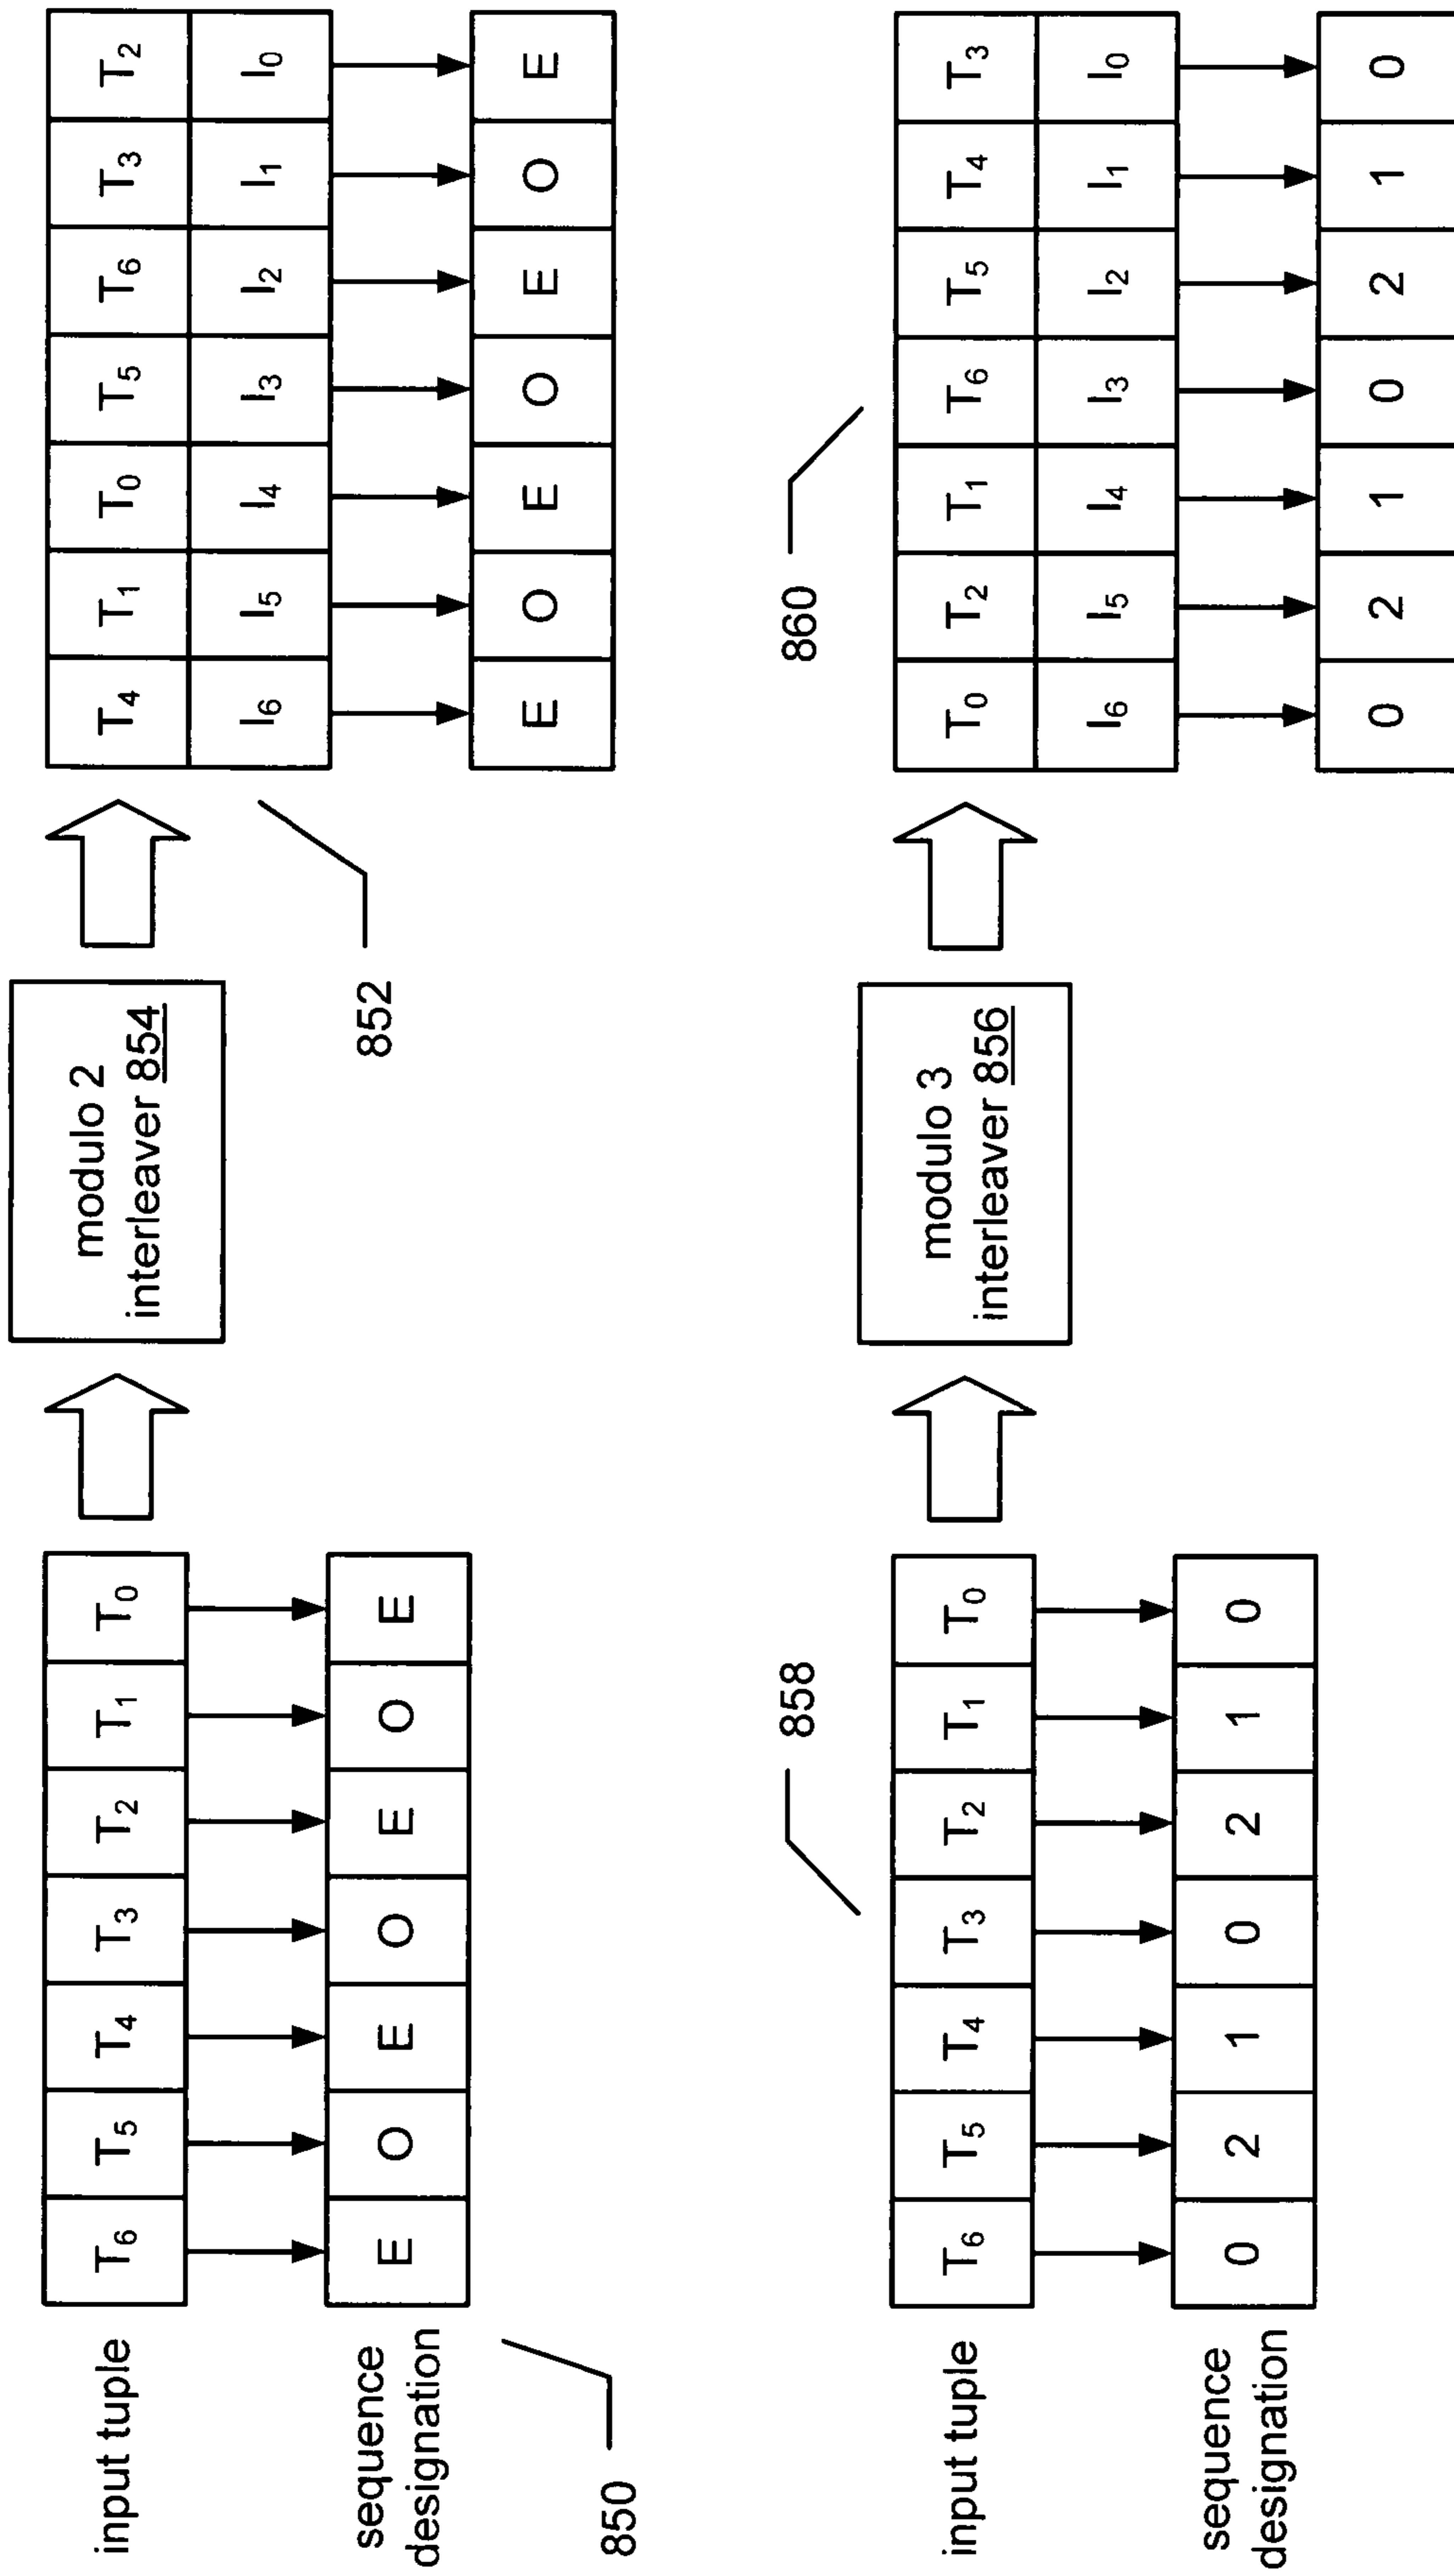 input tuple
T6 T5 T4 T3 T2 T1 T0
sequence
designation
E O E O E O E
850
modulo 2
interleaver 854
T4 T1 T0 T5 T6 T3 T2
I6 I5 I4 I3 I2 I1 I0
852
E O E O E O E
input tuple
T6 T5 T4 T3 T2 T1 T0
858
sequence
designation
0 2 1 0 2 1 0
modulo 3
interleaver 856
860
T0 T2 T1 T6 T5 T4 T3
I6 I5 I4 I3 I2 I1 I0
0 2 1 0 2 1 0